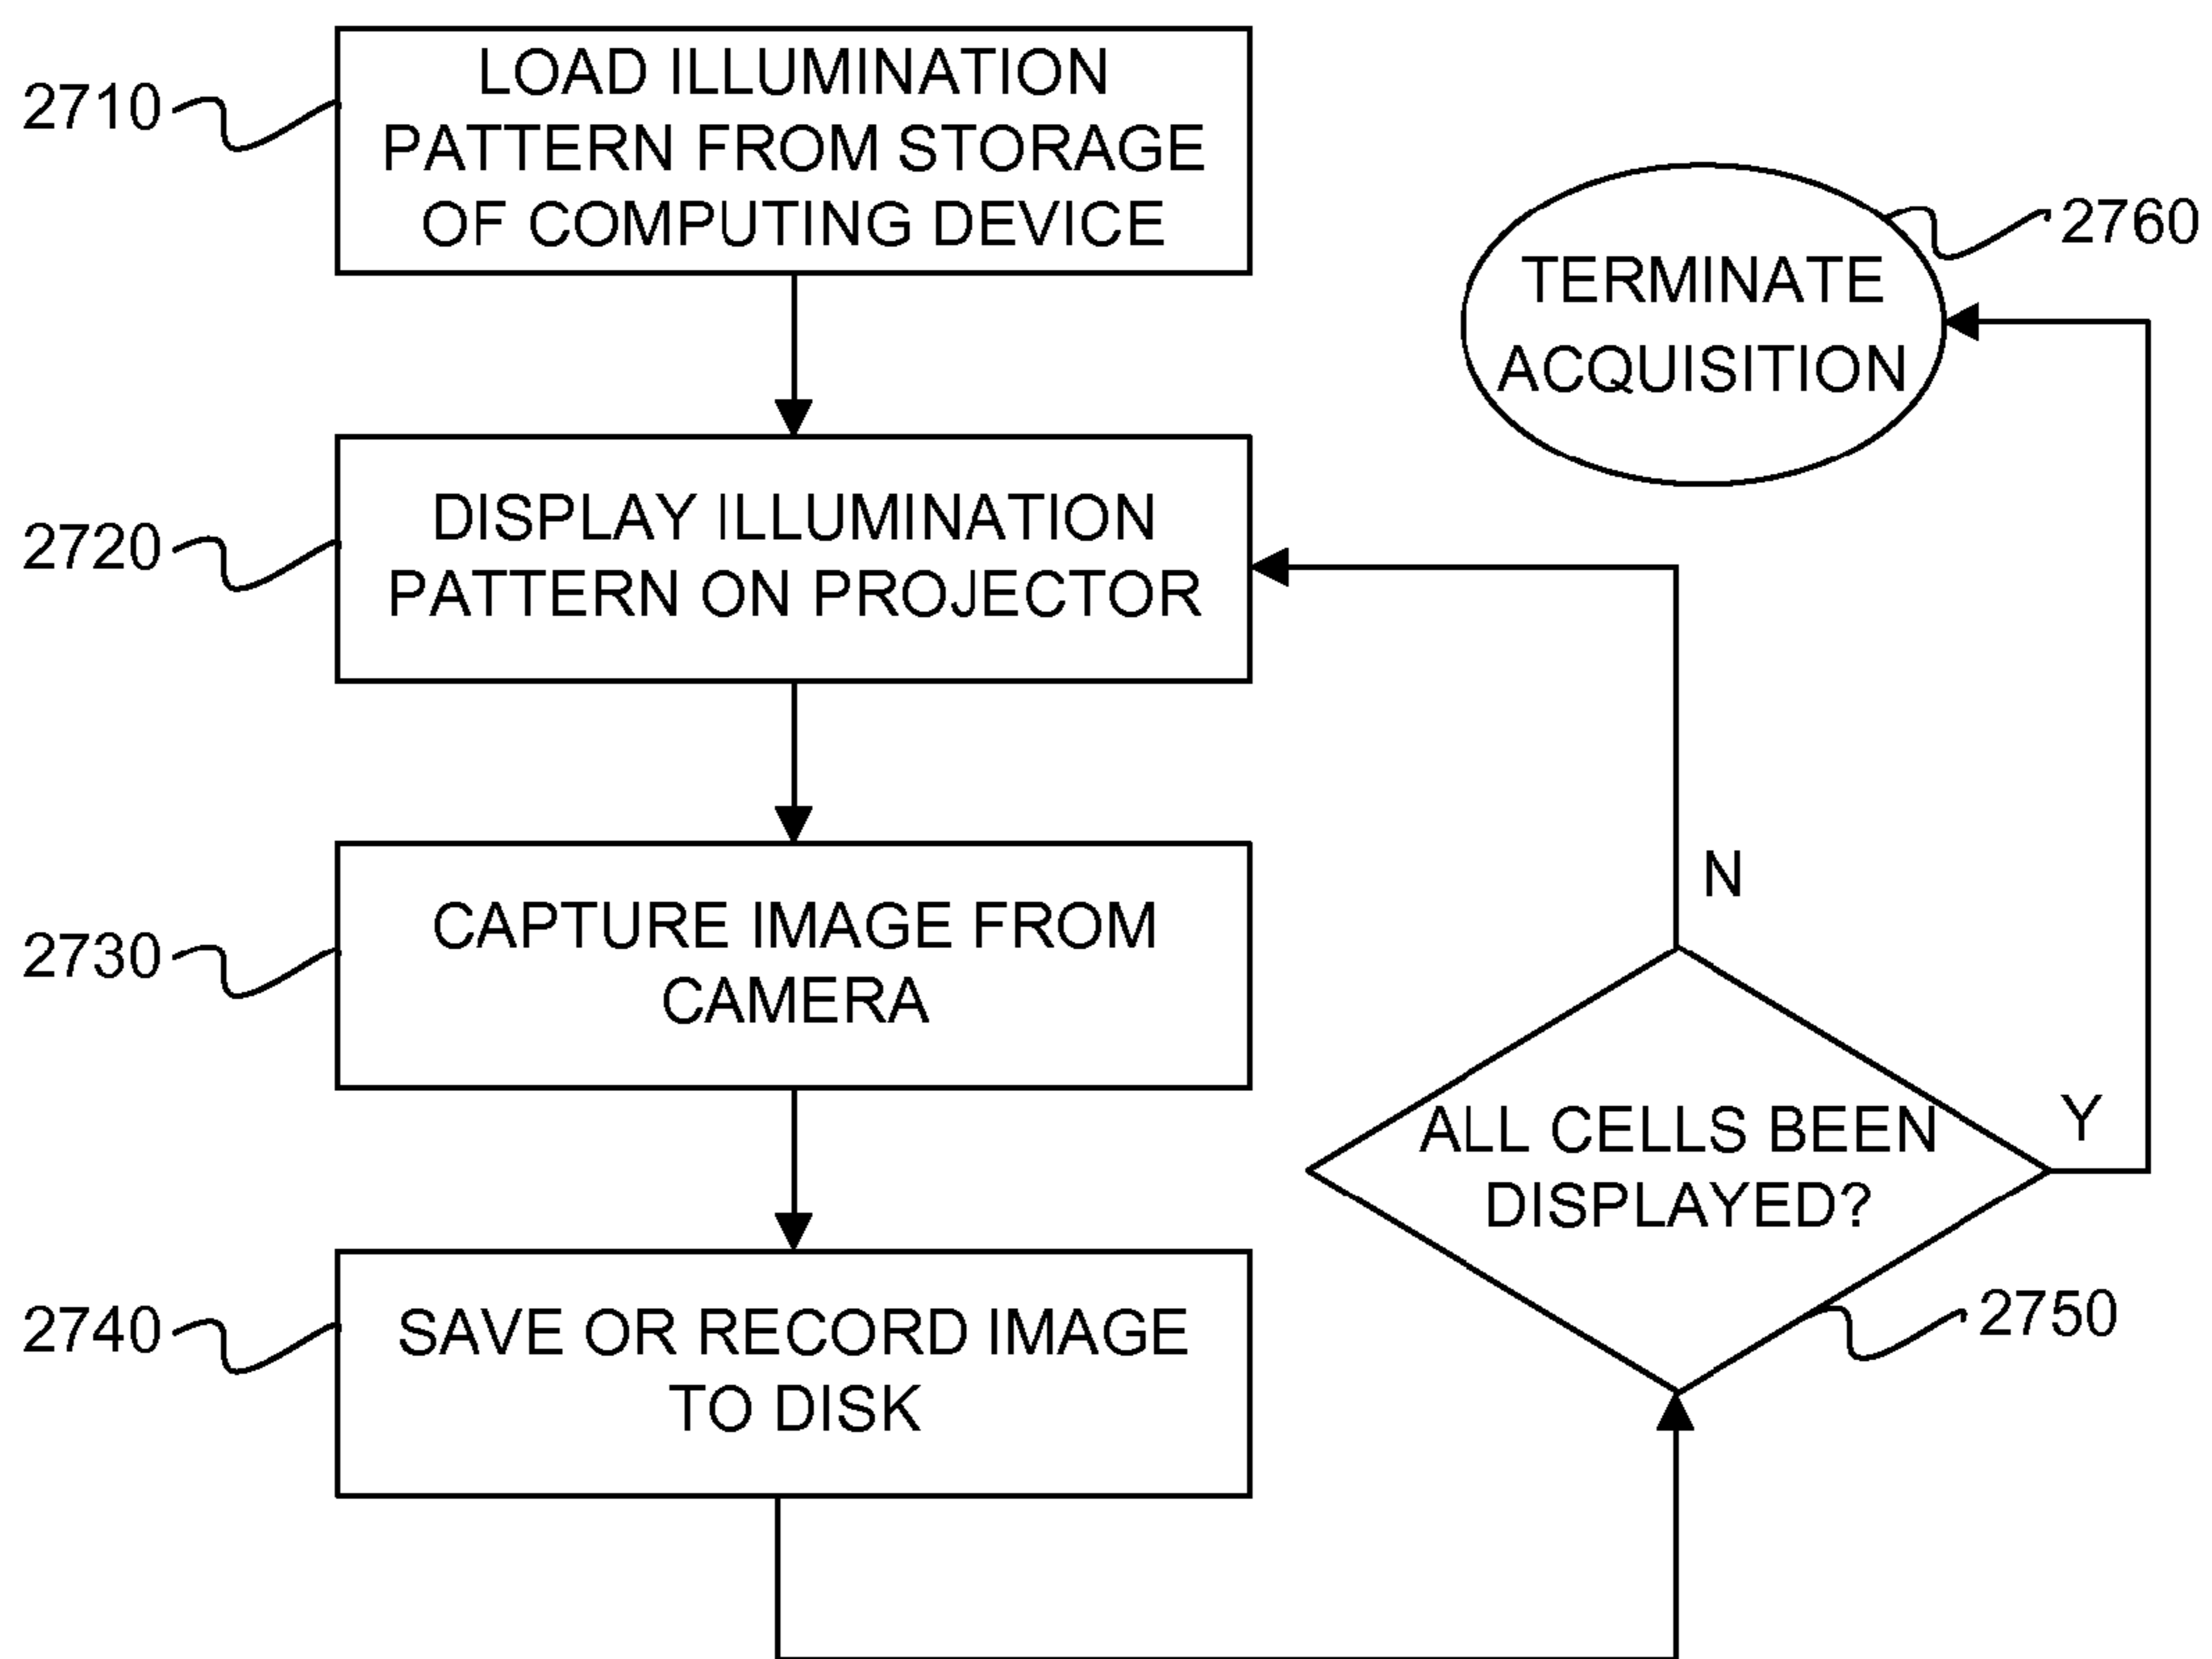 2710
LOAD ILLUMINATION
PATTERN FROM STORAGE
OF COMPUTING DEVICE
2760
TERMINATE
ACQUISITION
2720
DISPLAY ILLUMINATION
PATTERN ON PROJECTOR
2730
CAPTURE IMAGE FROM
CAMERA
N
Y
ALL CELLS BEEN
DISPLAYED?
2750
2740
SAVE OR RECORD IMAGE
TO DISK